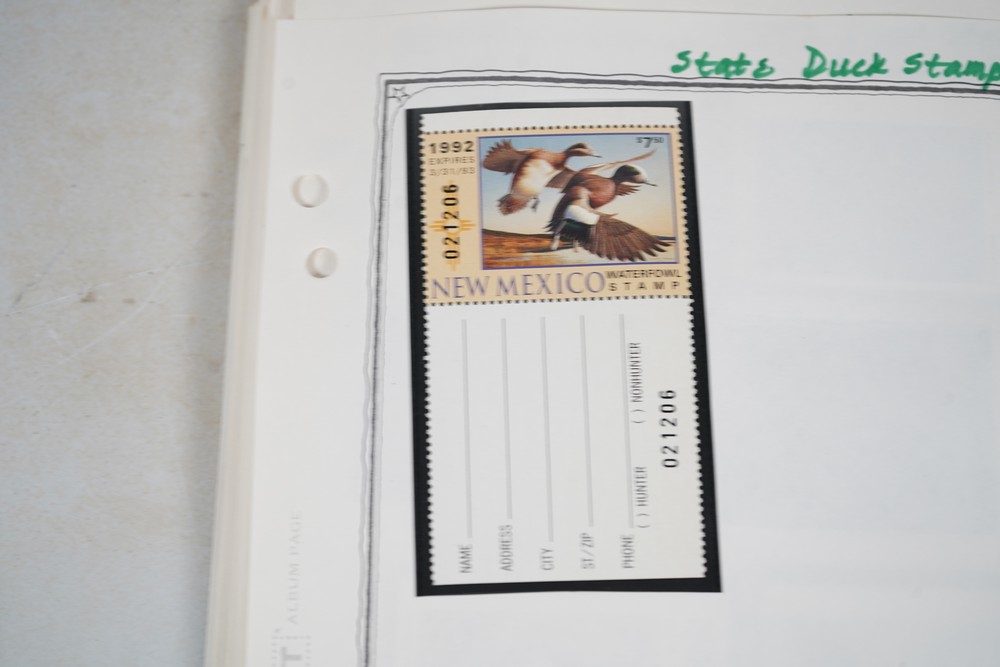 State Duck Stamp
1992
EXPIRES
3/31/93
$7.50
021206
NEW MEXICO
WATERFOWL
STAMP
NAME
ADDRESS
CITY
ST/ZIP
PHONE
( ) HUNTER ( ) NONHUNTER
021206
ALBUM PAGE